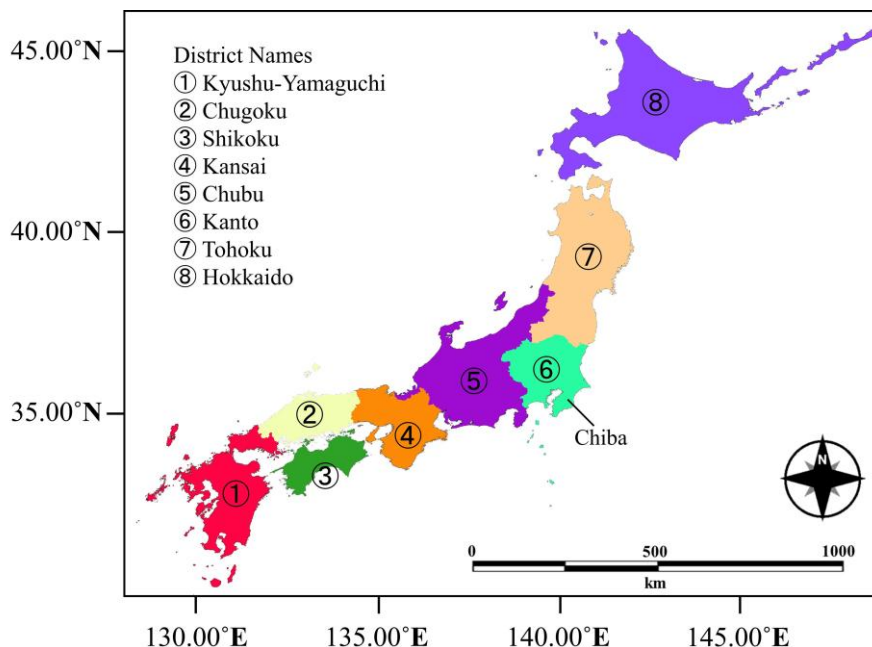 45.00°N
40.00°N
35.00°N
District Names
① Kyushu-Yamaguchi
② Chugoku
③ Shikoku
④ Kansai
⑤ Chubu
⑥ Kanto
⑦ Tohoku
⑧ Hokkaido
⑧
⑦
⑥
⑤
②
④
③
①
Chiba
N
0 500 1000
km
130.00°E 135.00°E 140.00°E 145.00°E